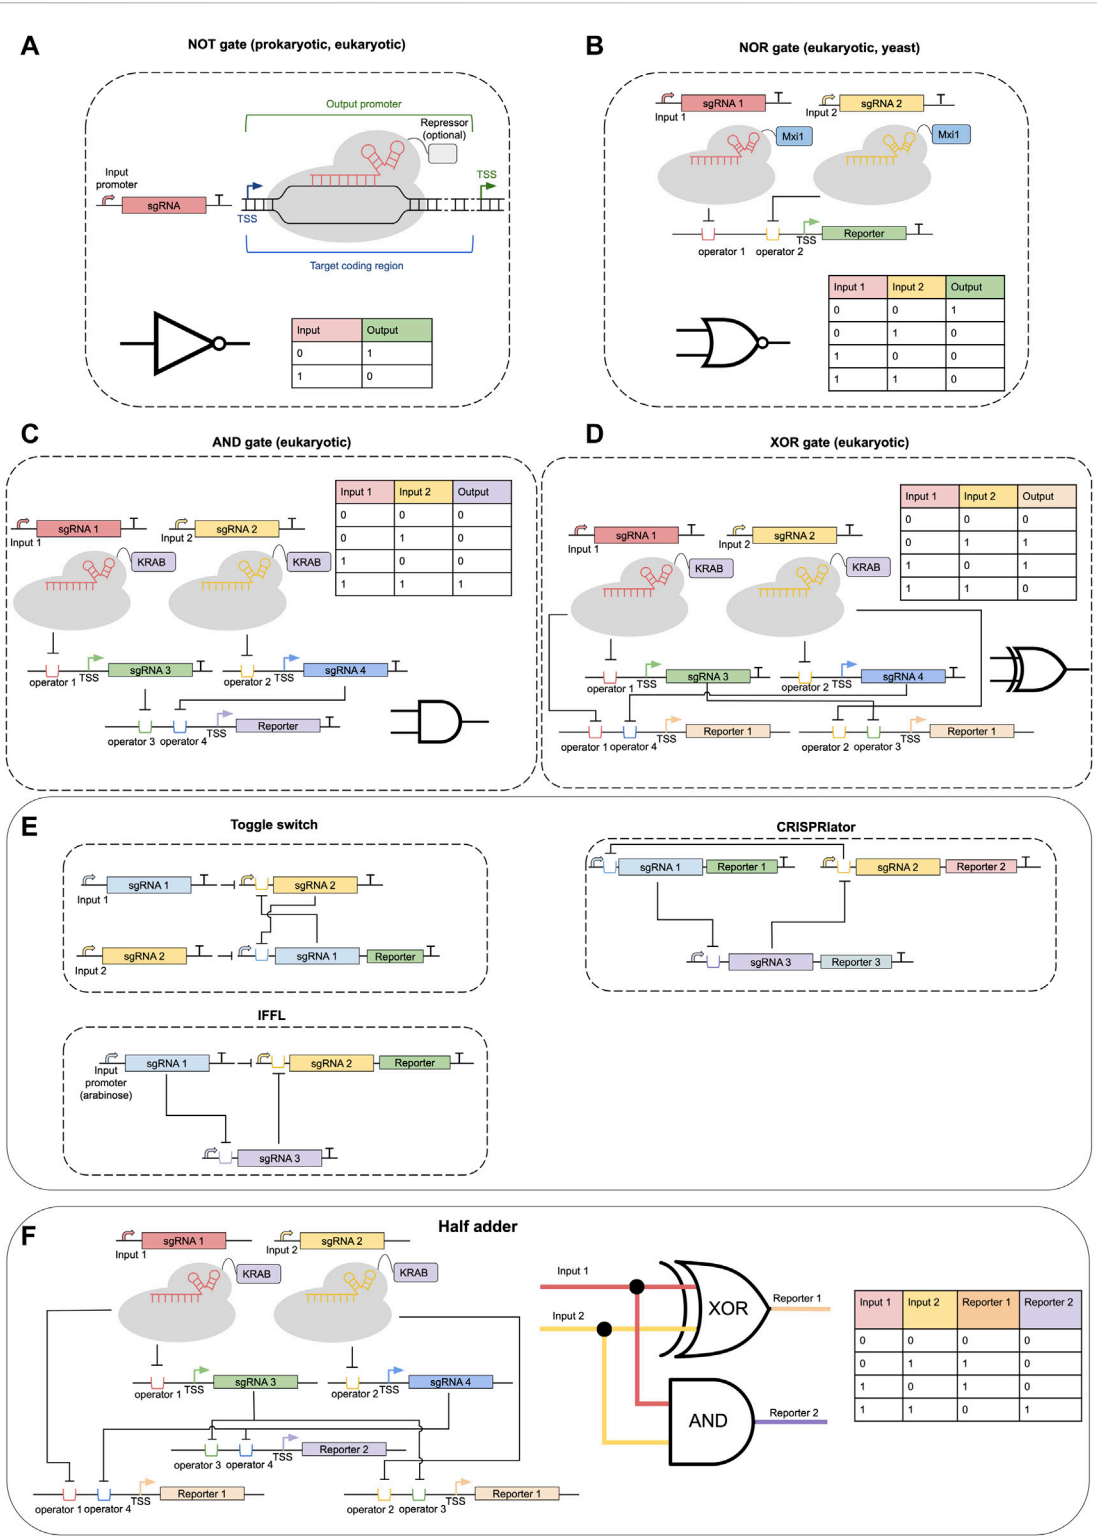 A
NOT gate (prokaryotic, eukaryotic)
Output promoter
Repressor
(optional)
Input
promoter
sgRNA
TSS
TSS
Target coding region
Input Output
0 1
1 0
B
NOR gate (eukaryotic, yeast)
sgRNA 1
Input 1
sgRNA 2
Input 2
Mxi1
Mxi1
operator 1
operator 2
TSS
Reporter
Input 1 Input 2 Output
0 0 1
0 1 0
1 0 0
1 1 0
C
AND gate (eukaryotic)
sgRNA 1
Input 1
sgRNA 2
Input 2
KRAB
KRAB
Input 1 Input 2 Output
0 0 0
0 1 0
1 0 0
1 1 1
operator 1
TSS
sgRNA 3
operator 2
TSS
sgRNA 4
operator 3
operator 4
TSS
Reporter
D
XOR gate (eukaryotic)
sgRNA 1
Input 1
sgRNA 2
Input 2
KRAB
KRAB
Input 1 Input 2 Output
0 0 0
0 1 1
1 0 1
1 1 0
operator 1
TSS
sgRNA 3
operator 2
TSS
sgRNA 4
operator 1
operator 4
TSS
Reporter 1
operator 2
operator 3
TSS
Reporter 1
E
Toggle switch
sgRNA 1
Input 1
sgRNA 2
sgRNA 2
Input 2
sgRNA 1
Reporter
CRISPRlator
sgRNA 1
Reporter 1
sgRNA 2
Reporter 2
sgRNA 3
Reporter 3
IFFL
sgRNA 1
Input
promoter
(arabinose)
sgRNA 2
Reporter
sgRNA 3
F
Half adder
sgRNA 1
Input 1
sgRNA 2
Input 2
KRAB
KRAB
operator 1
TSS
sgRNA 3
operator 2
TSS
sgRNA 4
operator 3
operator 4
TSS
Reporter 2
operator 1
operator 4
TSS
Reporter 1
operator 2
operator 3
TSS
Reporter 1
Input 1
Input 2
XOR
Reporter 1
AND
Reporter 2
Input 1 Input 2 Reporter 1 Reporter 2
0 0 0 0
0 1 1 0
1 0 1 0
1 1 0 1